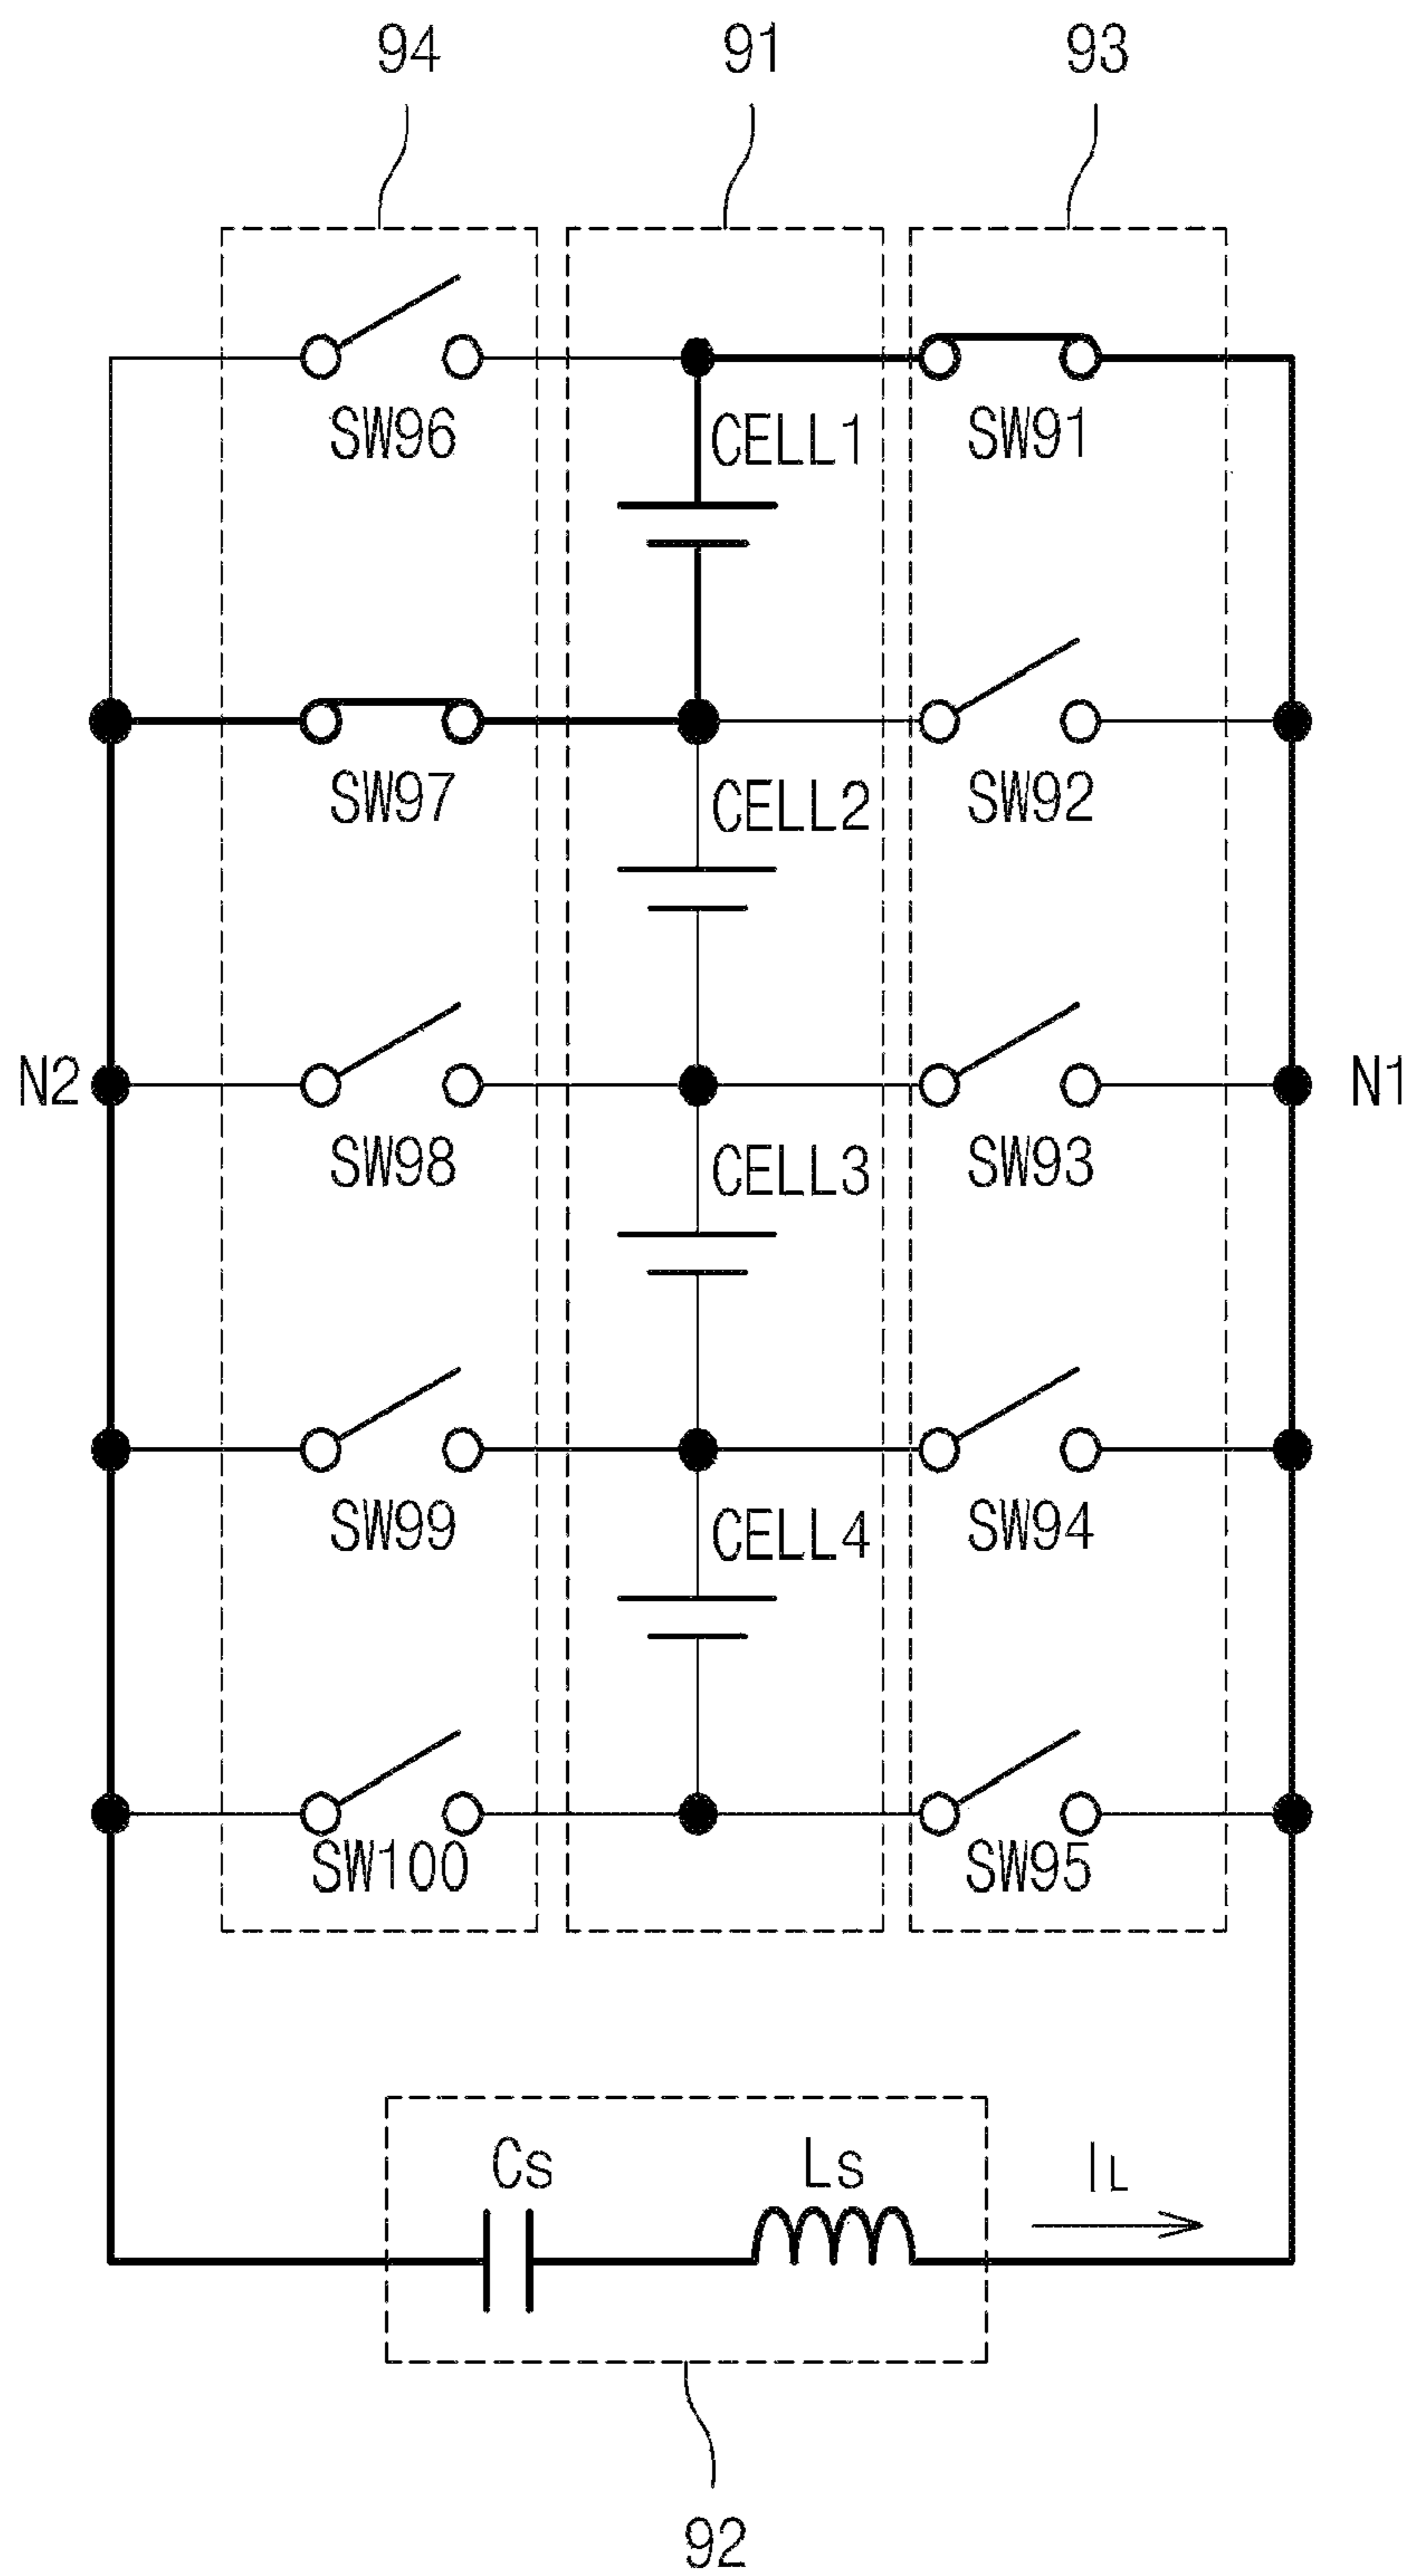 94 91 93
SW96 CELL1 SW91
SW97 CELL2 SW92
N2 N1
SW98 CELL3 SW93
SW99 CELL4 SW94
SW100 SW95
Cs Ls IL
92